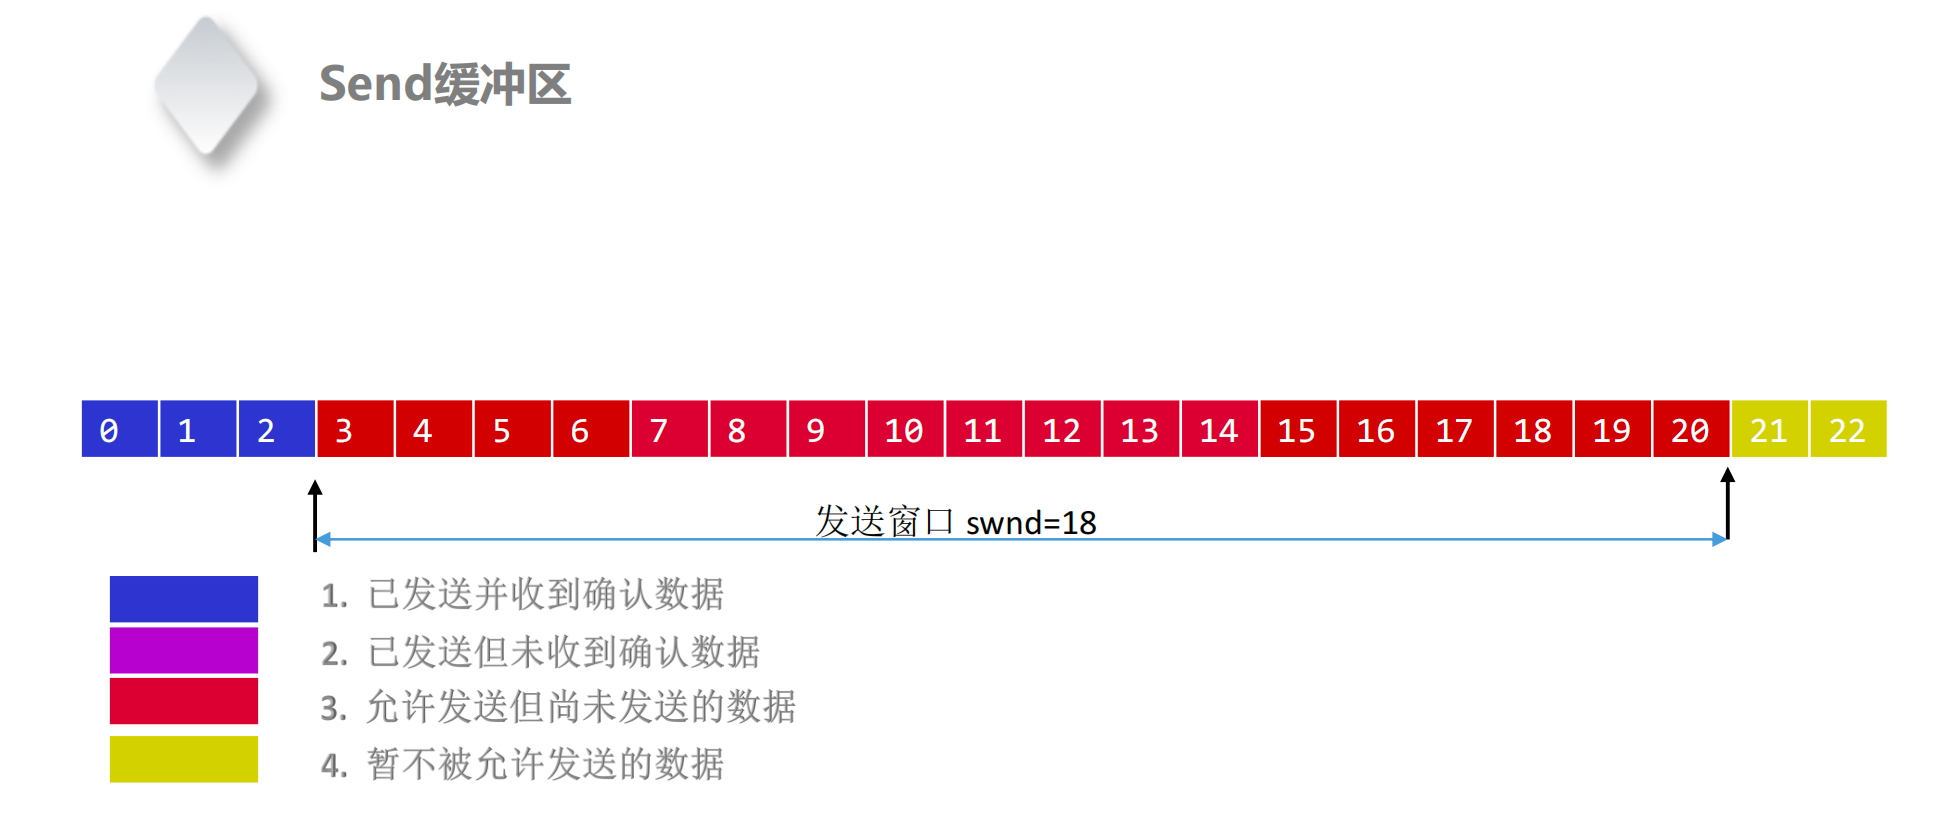 Send缓冲区
0 1 2 3 4 5 6 7 8 9 10 11 12 13 14 15 16 17 18 19 20 21 22
发送窗口 swnd=18
1. 已发送并收到确认数据
2. 已发送但未收到确认数据
3. 允许发送但尚未发送的数据
4. 暂不被允许发送的数据